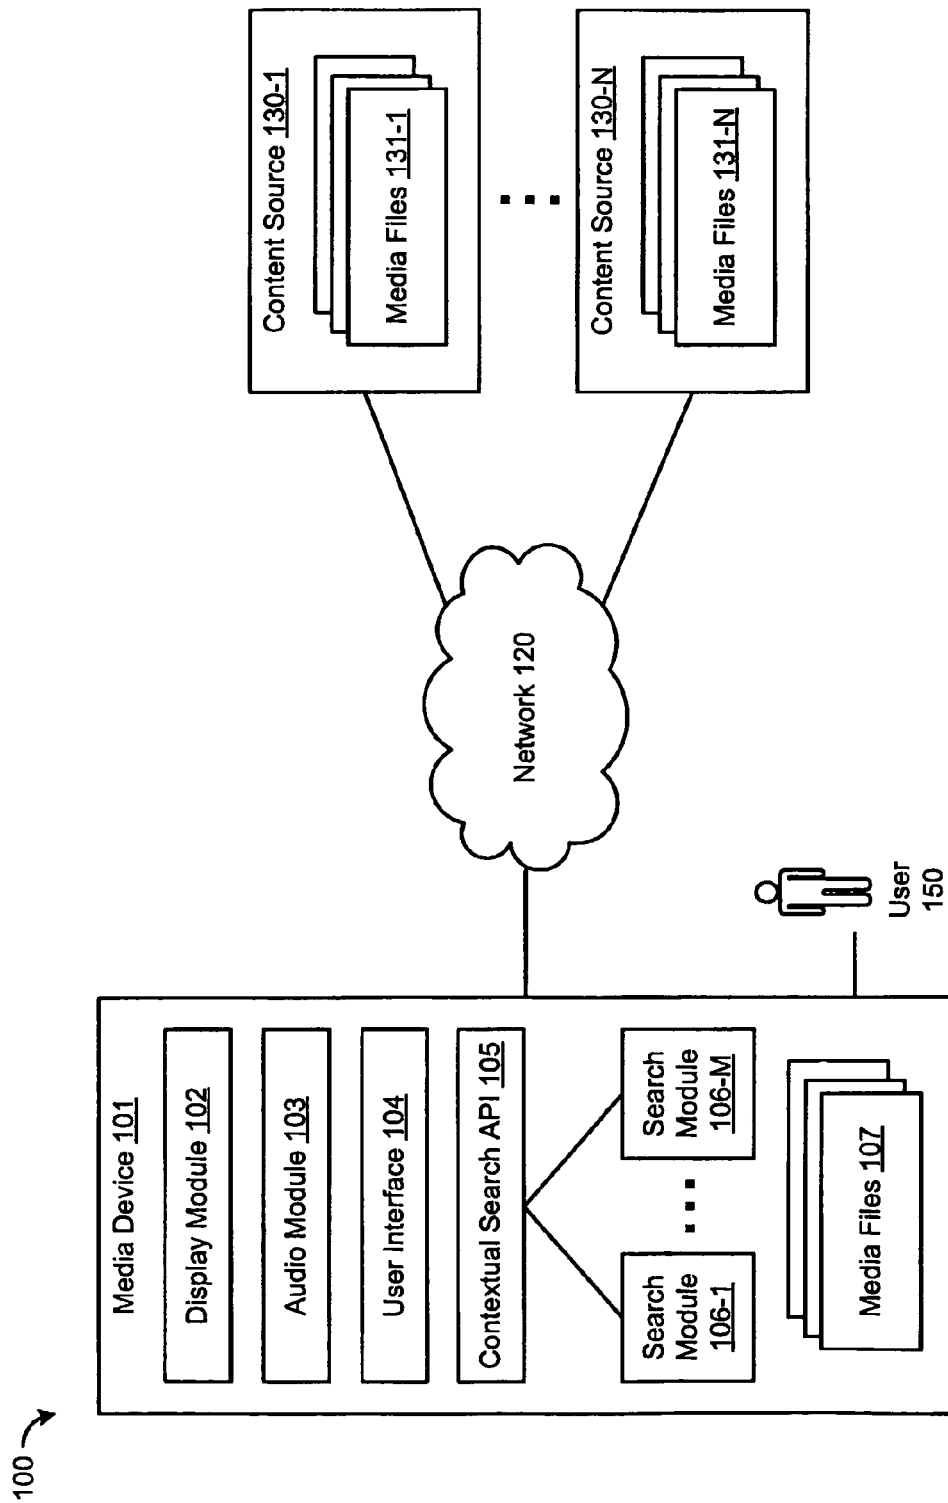 100
Media Device 101
Display Module 102
Audio Module 103
User Interface 104
Contextual Search API 105
Search
Module
106-1
Search
Module
106-M
Media Files 107
User
150
Network 120
Content Source 130-1
Media Files 131-1
Content Source 130-N
Media Files 131-N